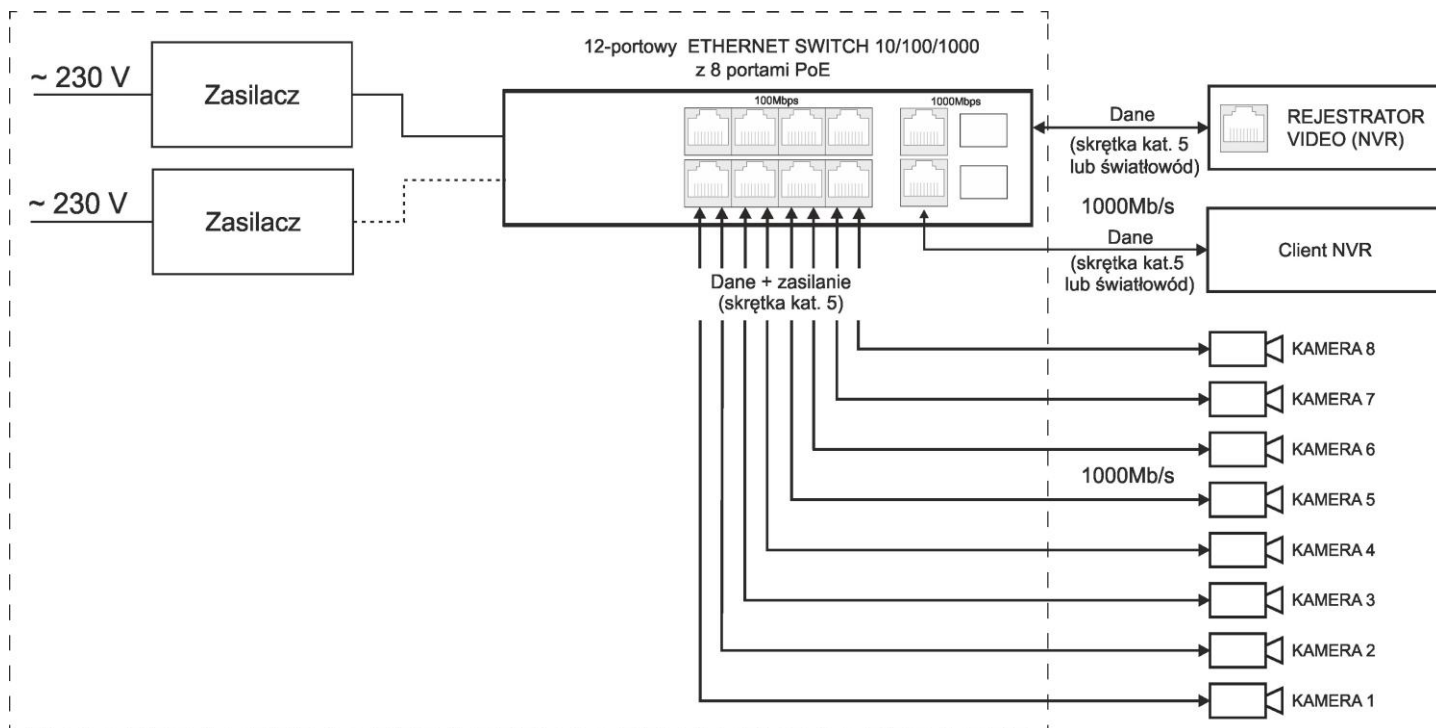 12-portowy ETHERNET SWITCH 10/100/1000
z 8 portami PoE
~ 230 V
Zasilacz
~ 230 V
Zasilacz
100Mbps
1000Mbps
Dane
(skrętka kat. 5
lub światłowód)
REJESTRATOR
VIDEO (NVR)
1000Mb/s
Dane
(skrętka kat.5
lub światłowód)
Client NVR
Dane + zasilanie
(skrętka kat. 5)
KAMERA 8
KAMERA 7
KAMERA 6
1000Mb/s
KAMERA 5
KAMERA 4
KAMERA 3
KAMERA 2
KAMERA 1